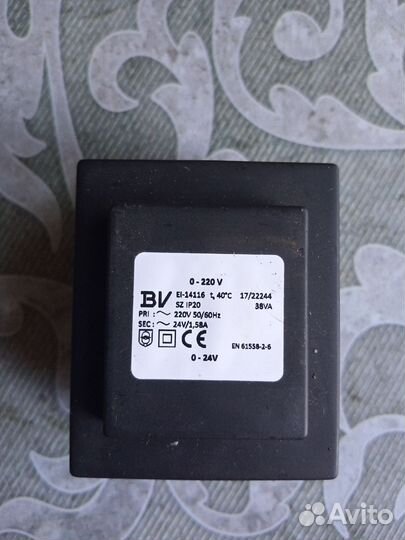 0 - 220 V
BV EI-14116 tₐ 40°C 17/22244
SZ IP20 38VA
PRI : ~ 220V 50/60Hz
SEC : ~ 24V/1,58A
CE EN 61558-2-6
0 - 24V
Avito